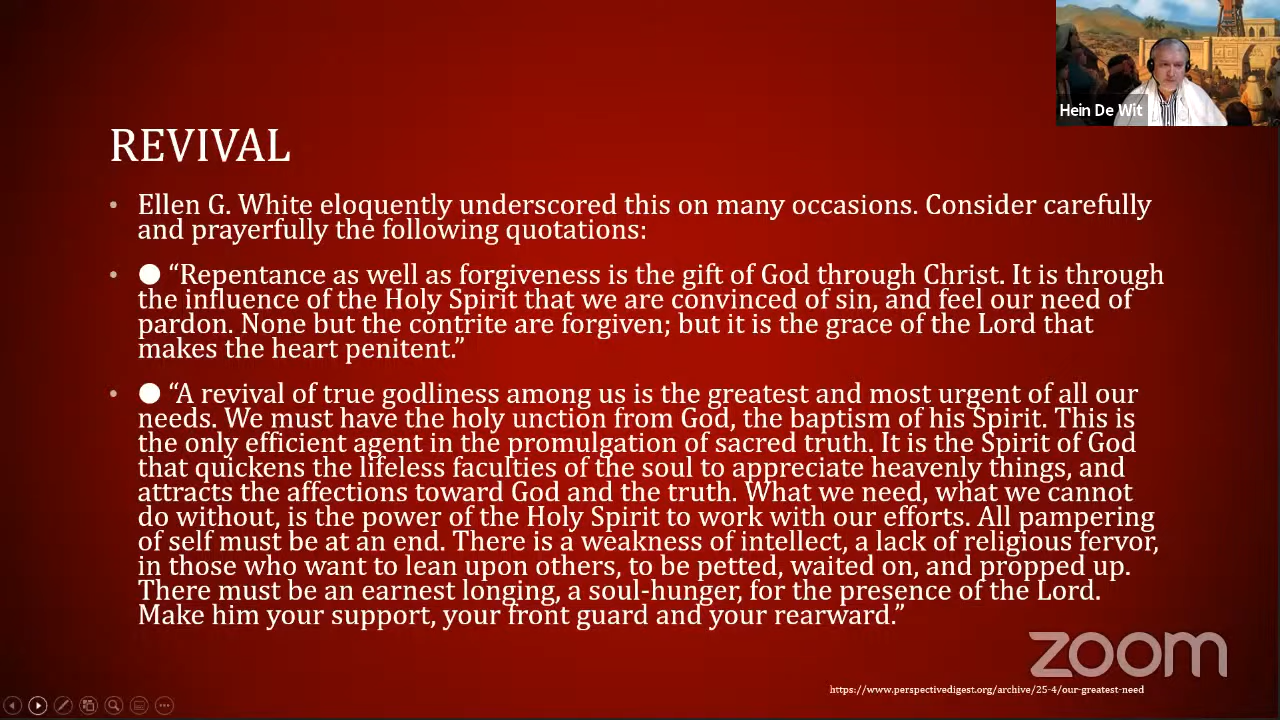 Hein De Wit
REVIVAL
• Ellen G. White eloquently underscored this on many occasions. Consider carefully
and prayerfully the following quotations:
• ● “Repentance as well as forgiveness is the gift of God through Christ. It is through
the influence of the Holy Spirit that we are convinced of sin, and feel our need of
pardon. None but the contrite are forgiven; but it is the grace of the Lord that
makes the heart penitent.”
• ● “A revival of true godliness among us is the greatest and most urgent of all our
needs. We must have the holy unction from God, the baptism of his Spirit. This is
the only efficient agent in the promulgation of sacred truth. It is the Spirit of God
that quickens the lifeless faculties of the soul to appreciate heavenly things, and
attracts the affections toward God and the truth. What we need, what we cannot
do without, is the power of the Holy Spirit to work with our efforts. All pampering
of self must be at an end. There is a weakness of intellect, a lack of religious fervor,
in those who want to lean upon others, to be petted, waited on, and propped up.
There must be an earnest longing, a soul-hunger, for the presence of the Lord.
Make him your support, your front guard and your rearward.”
zoom
https://www.perspectivedigest.org/archive/25-4/our-greatest-need